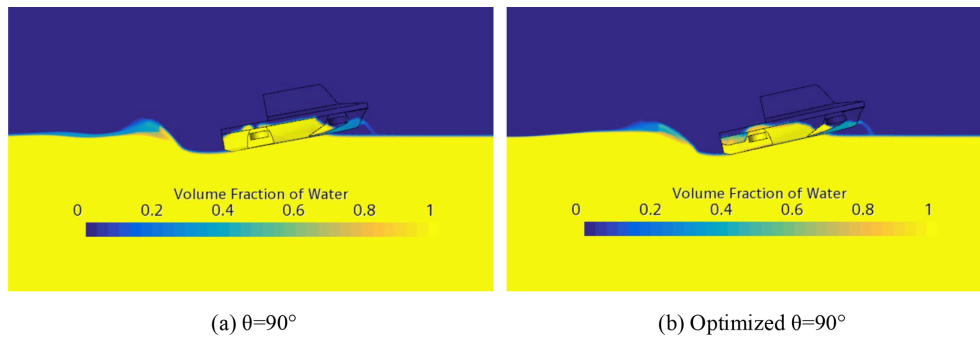 Volume Fraction of Water
0 0.2 0.4 0.6 0.8 1
Volume Fraction of Water
0 0.2 0.4 0.6 0.8 1
(a) θ=90°
(b) Optimized θ=90°